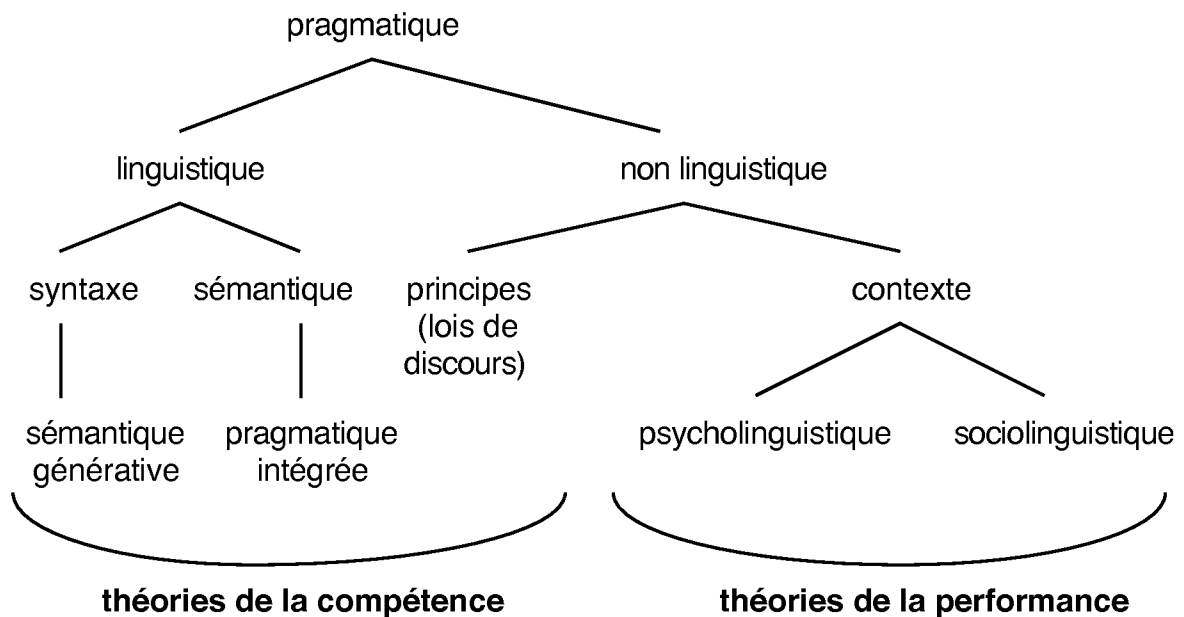 pragmatique
linguistique
non linguistique
syntaxe
sémantique
principes
(lois de
discours)
contexte
sémantique
générative
pragmatique
intégrée
psycholinguistique
sociolinguistique
théories de la compétence
théories de la performance